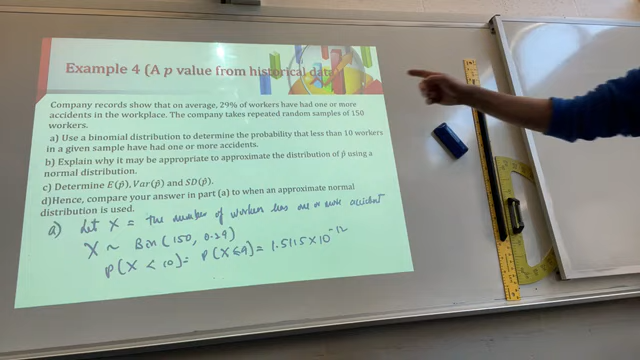 Example 4 (A p value from historical data)
Company records show that on average, 29% of workers have had one or more
accidents in the workplace. The company takes repeated random samples of 150
workers.
a) Use a binomial distribution to determine the probability that less than 10 workers
in a given sample have had one or more accidents.
b) Explain why it may be appropriate to approximate the distribution of p̂ using a
normal distribution.
c) Determine E(p̂), Var(p̂) and SD(p̂).
d)Hence, compare your answer in part (a) to when an approximate normal
distribution is used.
a) Let X = the number of workers has one or more accident
X ~ Bin (150, 0.29)
P(X < 10) = P(X ≤ 9) = 1.5115 × 10⁻¹²